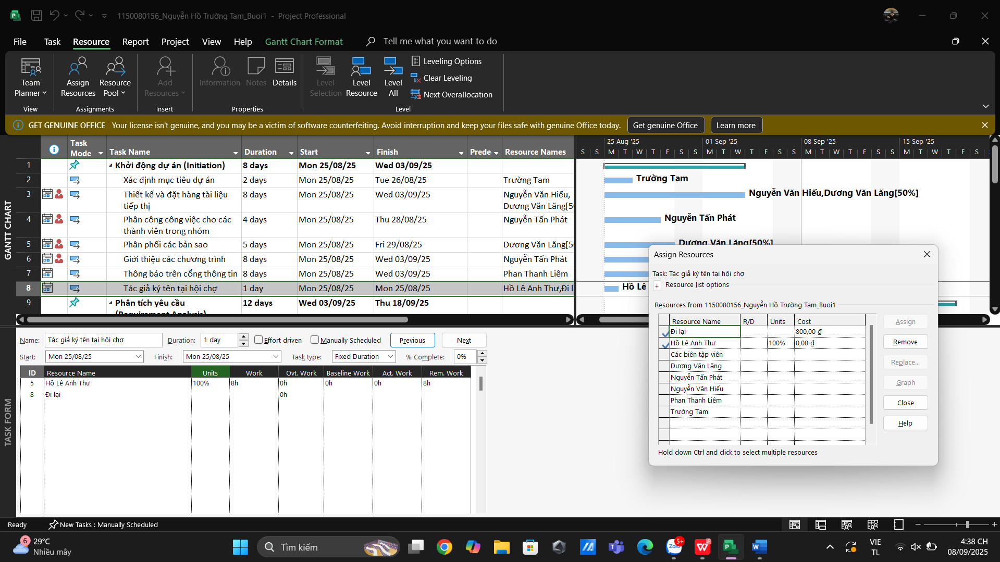 1150080156_Nguyễn Hồ Trường Tam_Buoi1 - Project Professional
File Task Resource Report Project View Help Gantt Chart Format Tell me what you want to do
Team Planner
Assign Resources
Resource Pool
Add Resources
Information
Notes
Details
Level Selection
Level Resource
Level All
Leveling Options
Clear Leveling
Next Overallocation
View Assignments Insert Properties Level
GET GENUINE OFFICE Your license isn't genuine, and you may be a victim of software counterfeiting. Avoid interruption and keep your files safe with genuine Office today. Get genuine Office Learn more
GANTT CHART
Task Mode Task Name Duration Start Finish Prede Resource Names
25 Aug '25 01 Sep '25 08 Sep '25 15 Sep '25
S S M T W T F S S M T W T F S S M T W T F S S M T W T F S
1 Khởi động dự án (Initiation) 8 days Mon 25/08/25 Wed 03/09/25
2 Xác định mục tiêu dự án 2 days Mon 25/08/25 Tue 26/08/25 Trường Tam
Trường Tam
3 Thiết kế và đặt hàng tài liệu tiếp thị 8 days Mon 25/08/25 Wed 03/09/25 Nguyễn Văn Hiếu, Dương Văn Lăng[5
Nguyễn Văn Hiếu,Dương Văn Lăng[50%]
4 Phân công công việc cho các thành viên trong nhóm 4 days Mon 25/08/25 Thu 28/08/25 Nguyễn Tấn Phát
Nguyễn Tấn Phát
5 Phân phối các bản sao 5 days Mon 25/08/25 Fri 29/08/25 Dương Văn Lăng[5
Dương Văn Lăng[50%]
6 Giới thiệu các chương trình 8 days Mon 25/08/25 Wed 03/09/25 Nguyễn Tấn Phát
7 Thông báo trên cổng thông tin 8 days Mon 25/08/25 Wed 03/09/25 Phan Thanh Liêm
8 Tác giả ký tên tại hội chợ 1 day Mon 25/08/25 Mon 25/08/25 Hồ Lê Anh Thư,Đi l
Hồ Lê
9 Phân tích yêu cầu (Requirement Analysis) 12 days Wed 03/09/25 Thu 18/09/25
TASK FORM
Name: Tác giả ký tên tại hội chợ Duration: 1 day Effort driven Manually Scheduled Previous Next
Start: Mon 25/08/25 Finish: Mon 25/08/25 Task type: Fixed Duration % Complete: 0%
ID Resource Name Units Work Ovt. Work Baseline Work Act. Work Rem. Work
5 Hồ Lê Anh Thư 100% 8h 0h 0h 0h 8h
8 Đi lại 0h
Assign Resources
Task: Tác giả ký tên tại hội chợ
+ Resource list options
Resources from 1150080156_Nguyễn Hồ Trường Tam_Buoi1
Resource Name R/D Units Cost
Đi lại 800,00 ₫
Hồ Lê Anh Thư 100% 0,00 ₫
Các biên tập viên
Dương Văn Lăng
Nguyễn Tấn Phát
Nguyễn Văn Hiếu
Phan Thanh Liêm
Trường Tam
Assign
Remove
Replace...
Graph
Close
Help
Hold down Ctrl and click to select multiple resources
Ready New Tasks : Manually Scheduled
6 29°C
Nhiều mây
Tìm kiếm
Zalo 5+
VIE
TL
4:38 CH
08/09/2025